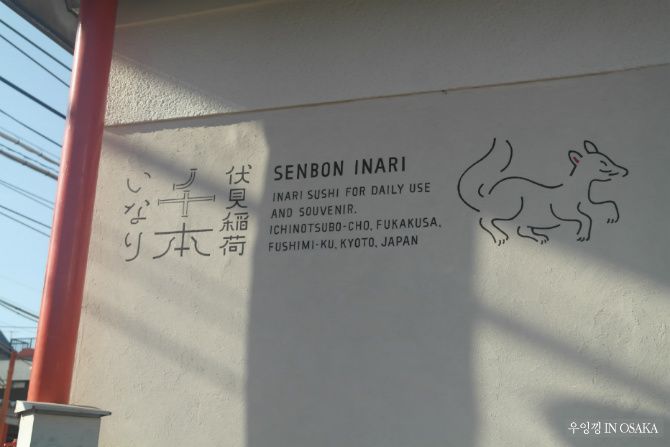 伏見稲荷
千本
いなり
SENBON INARI
INARI SUSHI FOR DAILY USE
AND SOUVENIR.
ICHINOTSUBO-CHO, FUKAKUSA,
FUSHIMI-KU, KYOTO, JAPAN
우잉껭 IN OSAKA